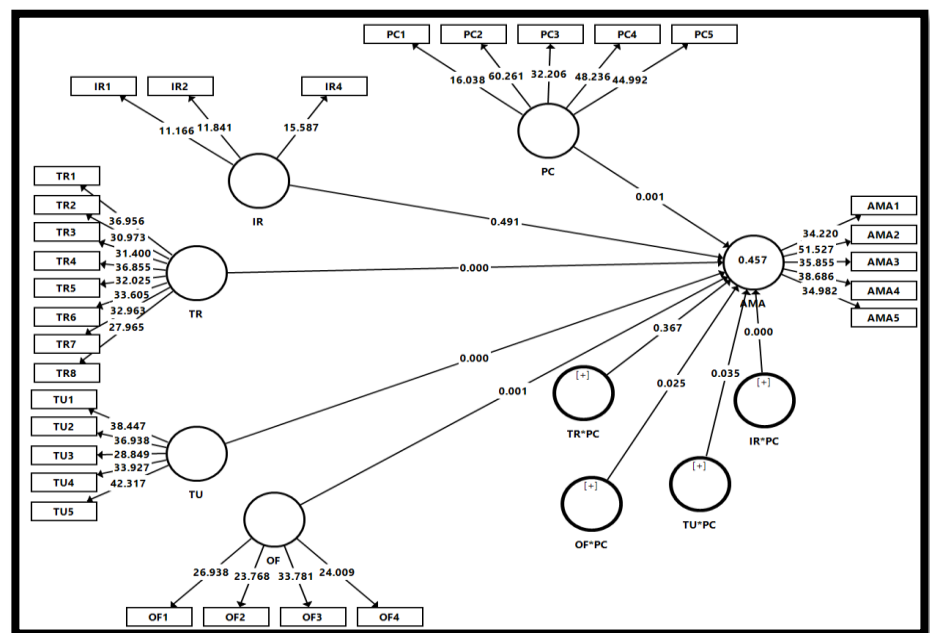 PC1 PC2 PC3 PC4 PC5
16.038 60.261 32.206 48.236 44.992
PC
IR1 IR2 IR4
11.166 11.841 15.587
IR
0.001
0.491
TR1
TR2
TR3
TR4
TR5
TR6
TR7
TR8
36.956
30.973
31.400
36.855
32.025
33.605
32.963
27.965
TR
0.000
AMA1
AMA2
AMA3
AMA4
AMA5
34.220
51.527
35.855
38.686
34.982
0.457
AMA
TU1
TU2
TU3
TU4
TU5
38.447
36.938
28.849
33.927
42.317
TU
0.000
0.001
0.367
0.025
0.035
0.000
[+]
TR*PC
[+]
IR*PC
[+]
TU*PC
[+]
OF*PC
OF
26.938 23.768 33.781 24.009
OF1 OF2 OF3 OF4